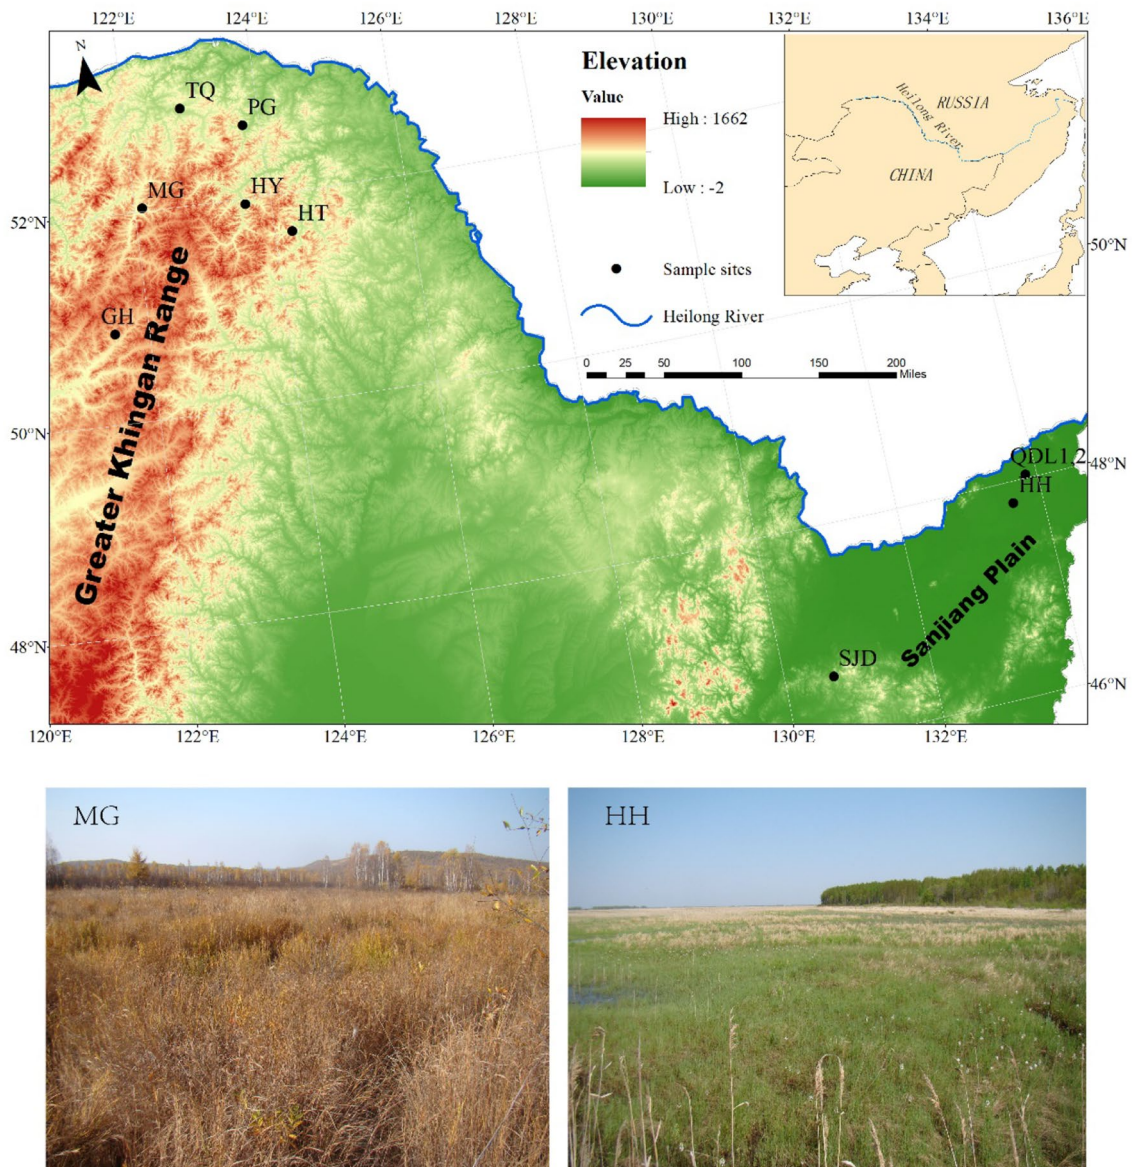 122°E 124°E 126°E 128°E 130°E 132°E 134°E 136°E
N
TQ
PG
MG
HY
HT
GH
52°N
50°N
48°N
Greater Khingan Range
Elevation
Value
High : 1662
Low : -2
Sample sites
Heilong River
0 25 50 100 160 200
Miles
RUSSIA
Heilong River
CHINA
50°N
48°N
46°N
QDL1,2
HH
Sanjiang Plain
SJD
120°E 122°E 124°E 126°E 128°E 130°E 132°E
MG
HH